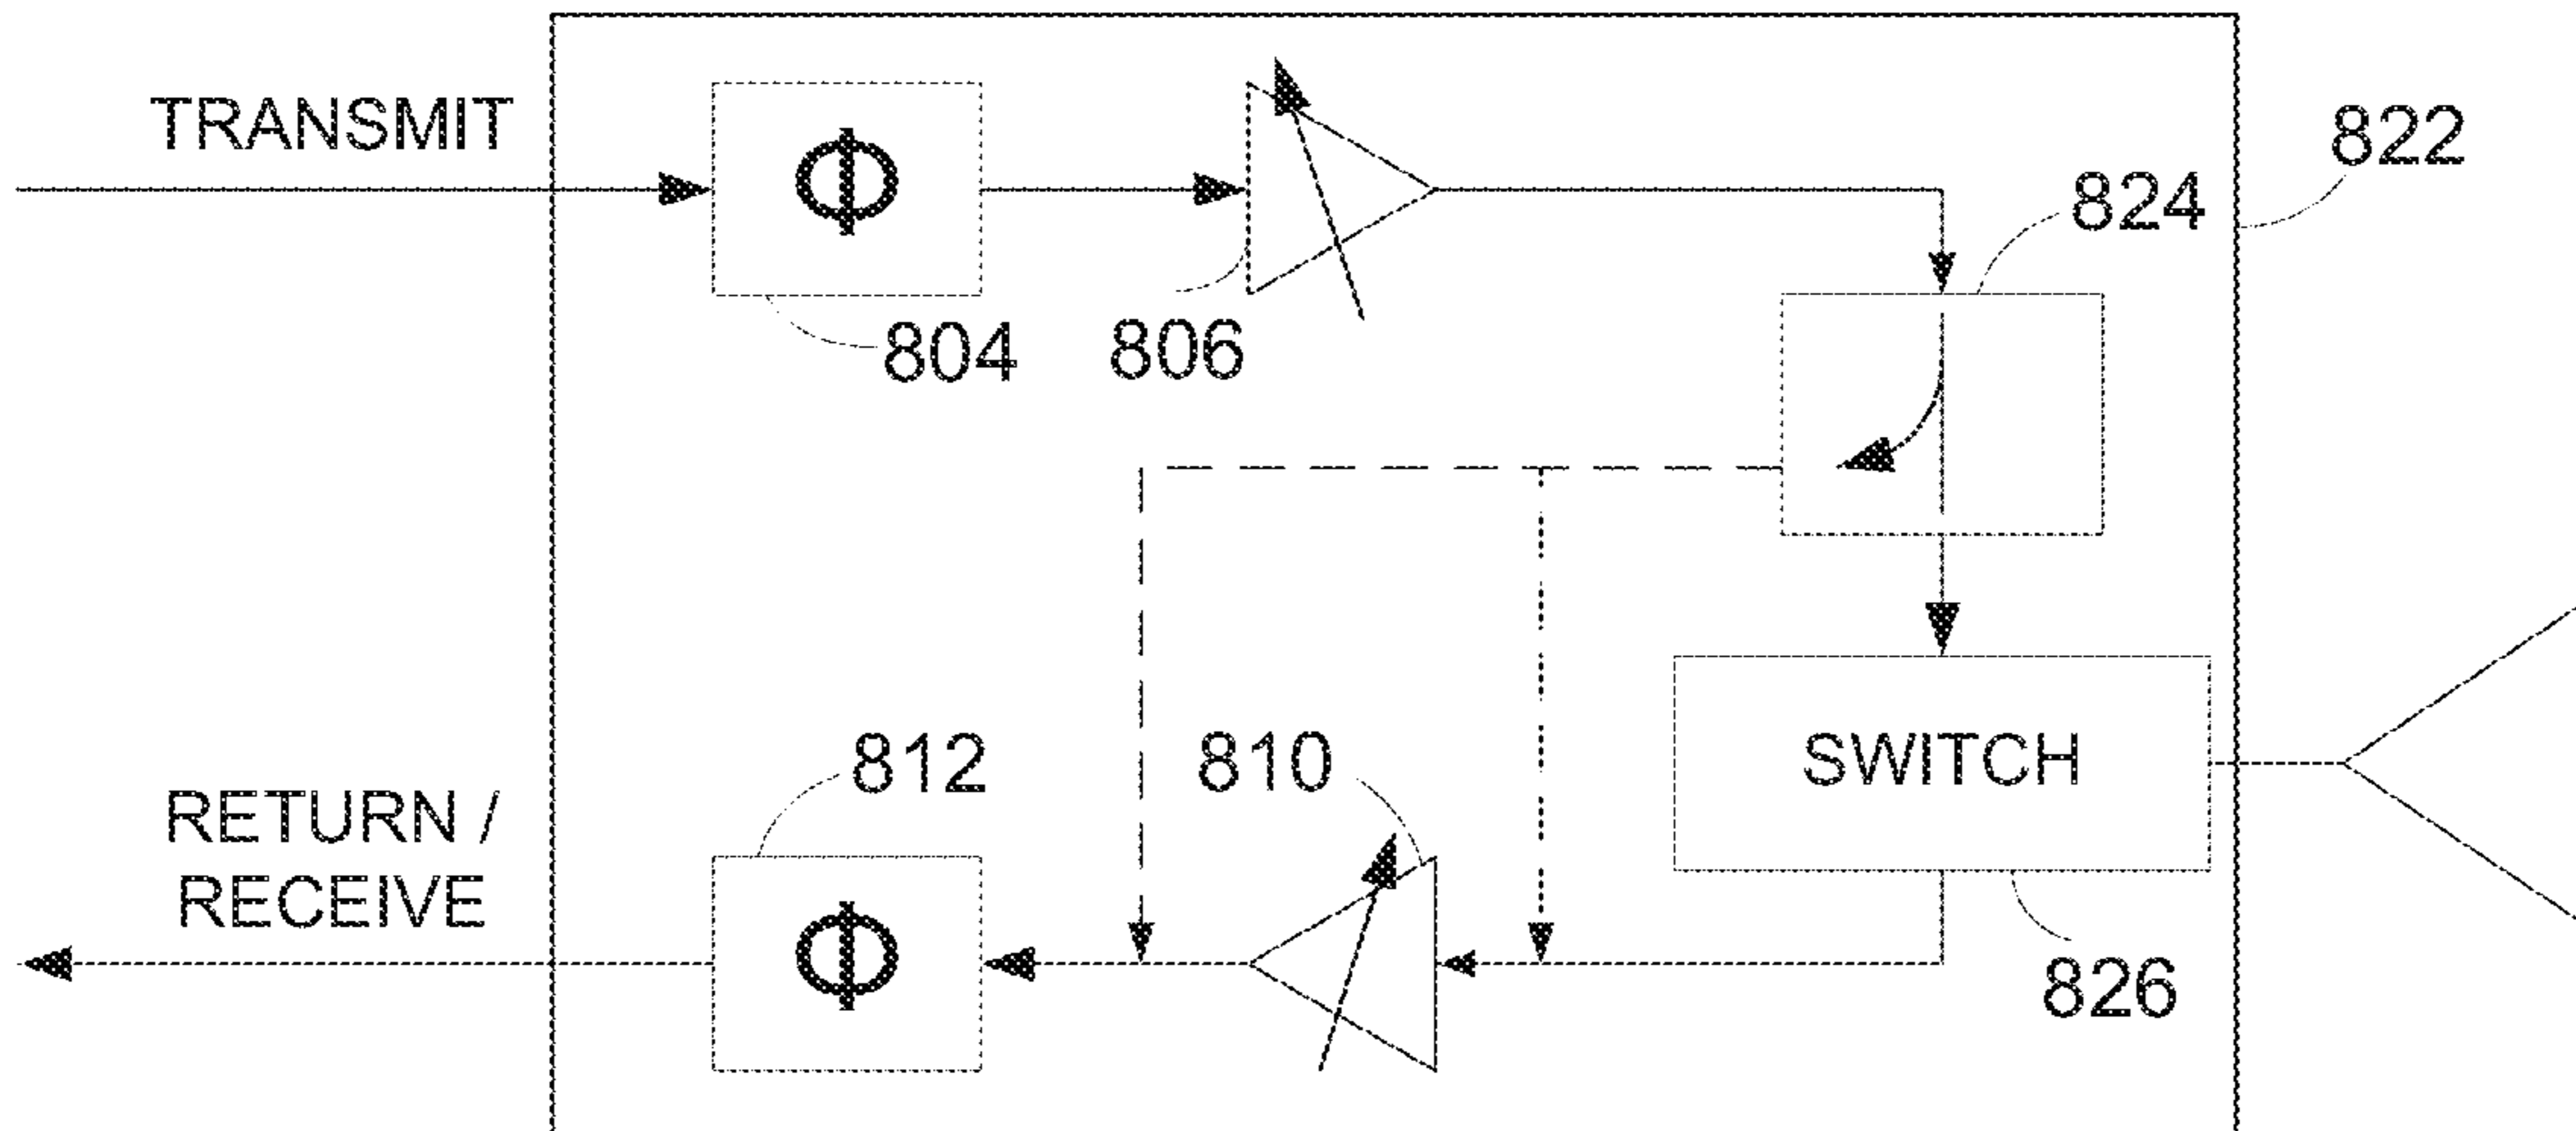 TRANSMIT
Φ
822
824
804
806
812
810
SWITCH
RETURN /
RECEIVE
Φ
826